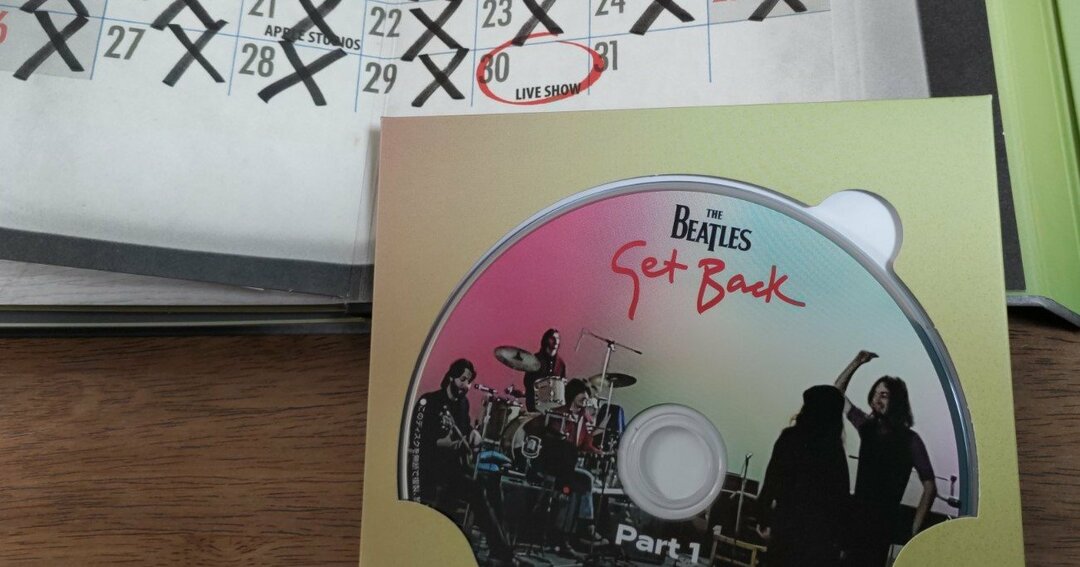 21
22
23
24
APPLE STUDIOS
27
28
29
30
31
LIVE SHOW
THE
BEATLES
Get Back
Part 1